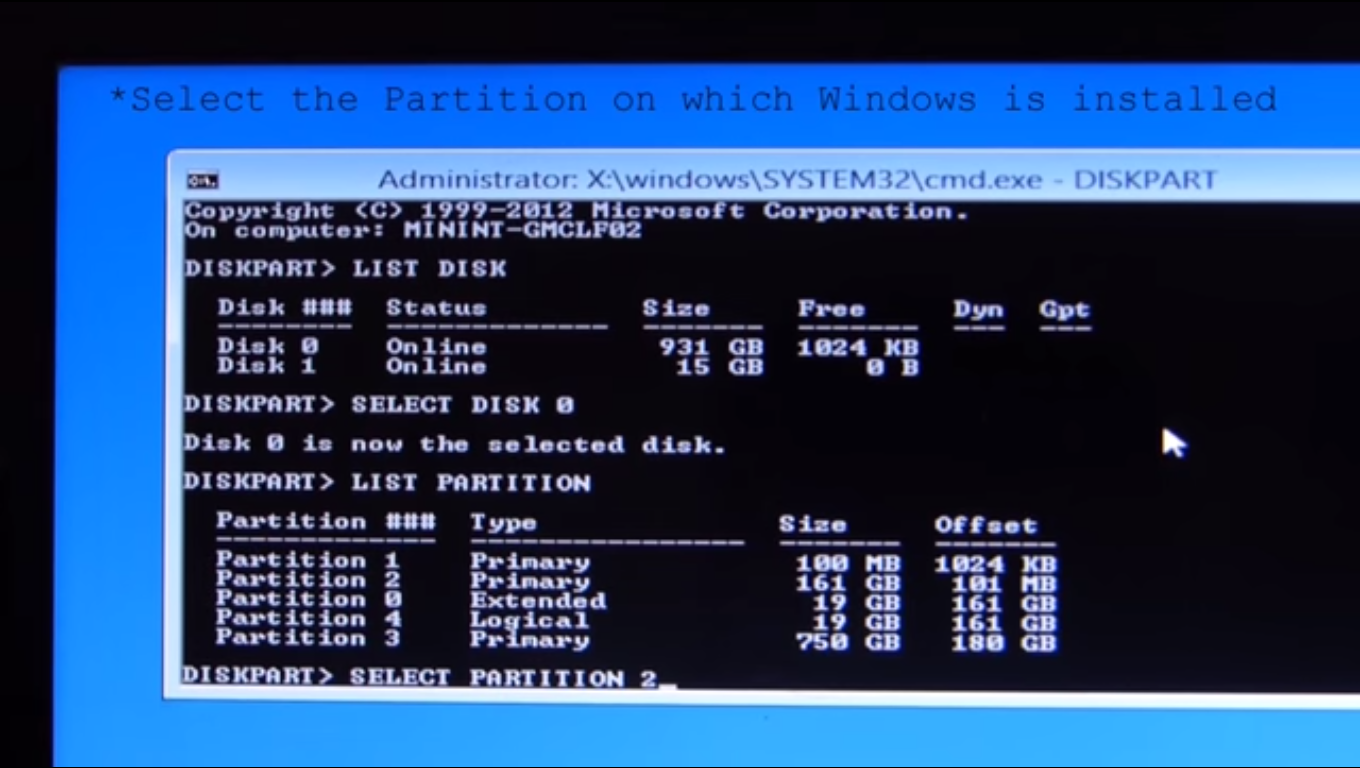 *Select the Partition on which Windows is installed
Administrator: X:\windows\SYSTEM32\cmd.exe - DISKPART
Copyright (C) 1999-2012 Microsoft Corporation.
On computer: MININT-GMCLF02
DISKPART> LIST DISK
Disk ### Status Size Free Dyn Gpt
-------- ------------- ------- ------- --- ---
Disk 0 Online 931 GB 1024 KB
Disk 1 Online 15 GB 0 B
DISKPART> SELECT DISK 0
Disk 0 is now the selected disk.
DISKPART> LIST PARTITION
Partition ### Type Size Offset
------------- ---------------- ------- -------
Partition 1 Primary 100 MB 1024 KB
Partition 2 Primary 161 GB 101 MB
Partition 0 Extended 19 GB 161 GB
Partition 4 Logical 19 GB 161 GB
Partition 3 Primary 750 GB 180 GB
DISKPART> SELECT PARTITION 2_